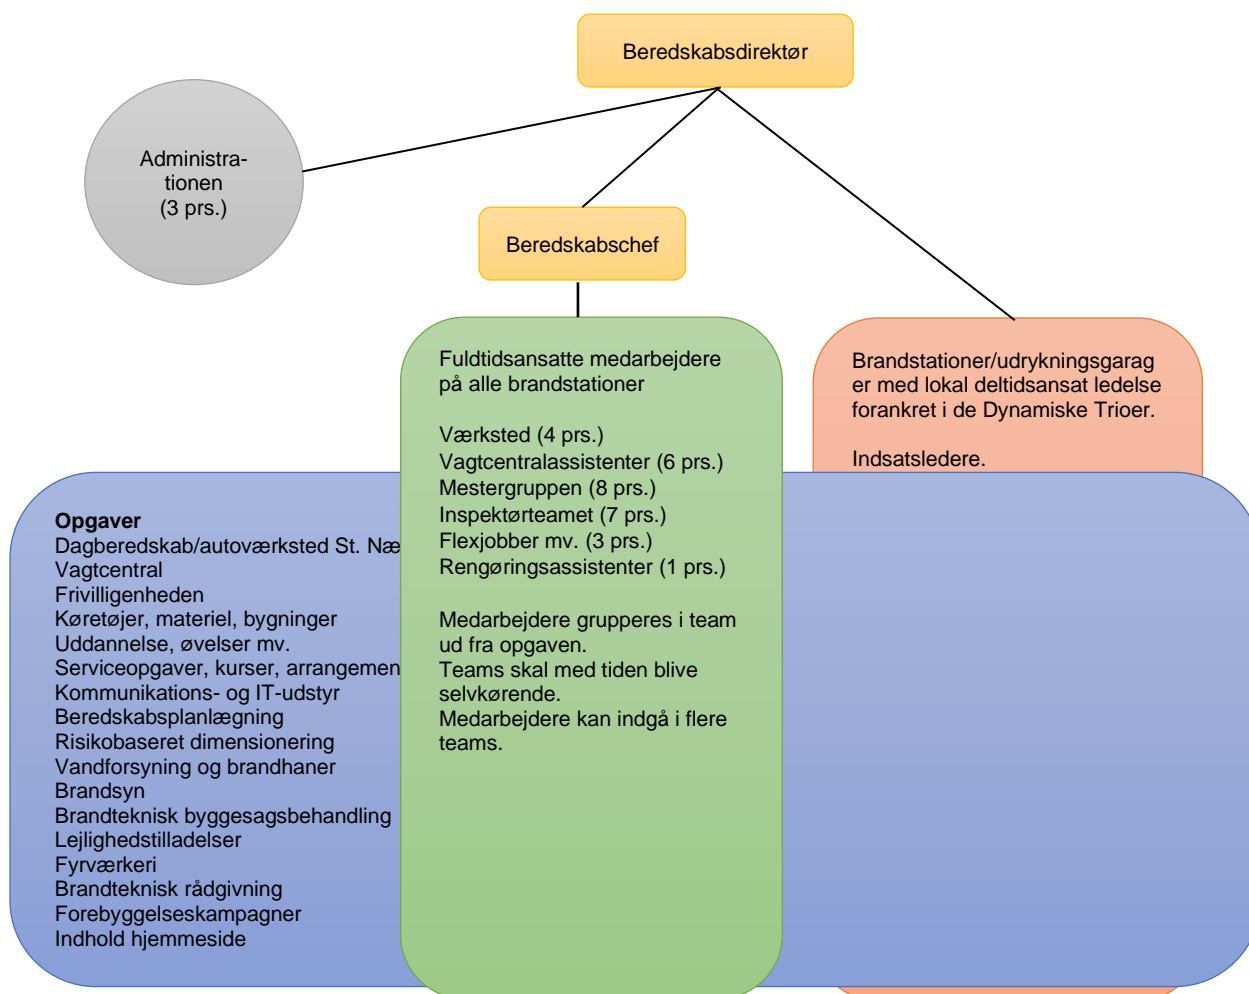 Beredskabsdirektør
Administra-
tionen
(3 prs.)
Beredskabschef
Fuldtidsansatte medarbejdere
på alle brandstationer
Værksted (4 prs.)
Vagtcentralassistenter (6 prs.)
Mestergruppen (8 prs.)
Inspektørteamet (7 prs.)
Flexjobber mv. (3 prs.)
Rengøringsassistenter (1 prs.)
Medarbejdere grupperes i team
ud fra opgaven.
Teams skal med tiden blive
selvkørende.
Medarbejdere kan indgå i flere
teams.
Brandstationer/udrykningsgarag
er med lokal deltidsansat ledelse
forankret i de Dynamiske Trioer.
Indsatsledere.
Opgaver
Dagberedskab/autoværksted St. Næ
Vagtcentral
Frivilligenheden
Køretøjer, materiel, bygninger
Uddannelse, øvelser mv.
Serviceopgaver, kurser, arrangemen
Kommunikations- og IT-udstyr
Beredskabsplanlægning
Risikobaseret dimensionering
Vandforsyning og brandhaner
Brandsyn
Brandteknisk byggesagsbehandling
Lejlighedstilladelser
Fyrværkeri
Brandteknisk rådgivning
Forebyggelseskampagner
Indhold hjemmeside